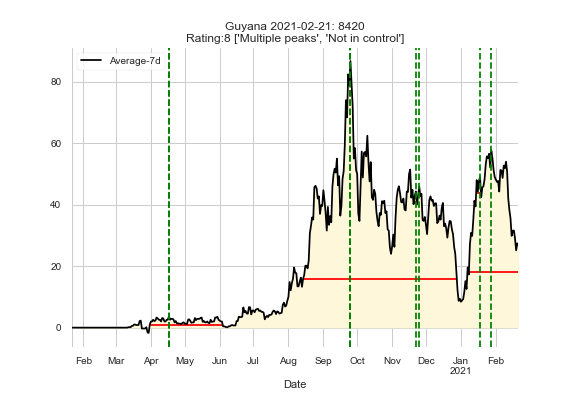 Guyana 2021-02-21: 8420
Rating:8 ['Multiple peaks', 'Not in control']
Average-7d
80
60
40
20
0
Feb Mar Apr May Jun Jul Aug Sep Oct Nov Dec Jan Feb
2021
Date